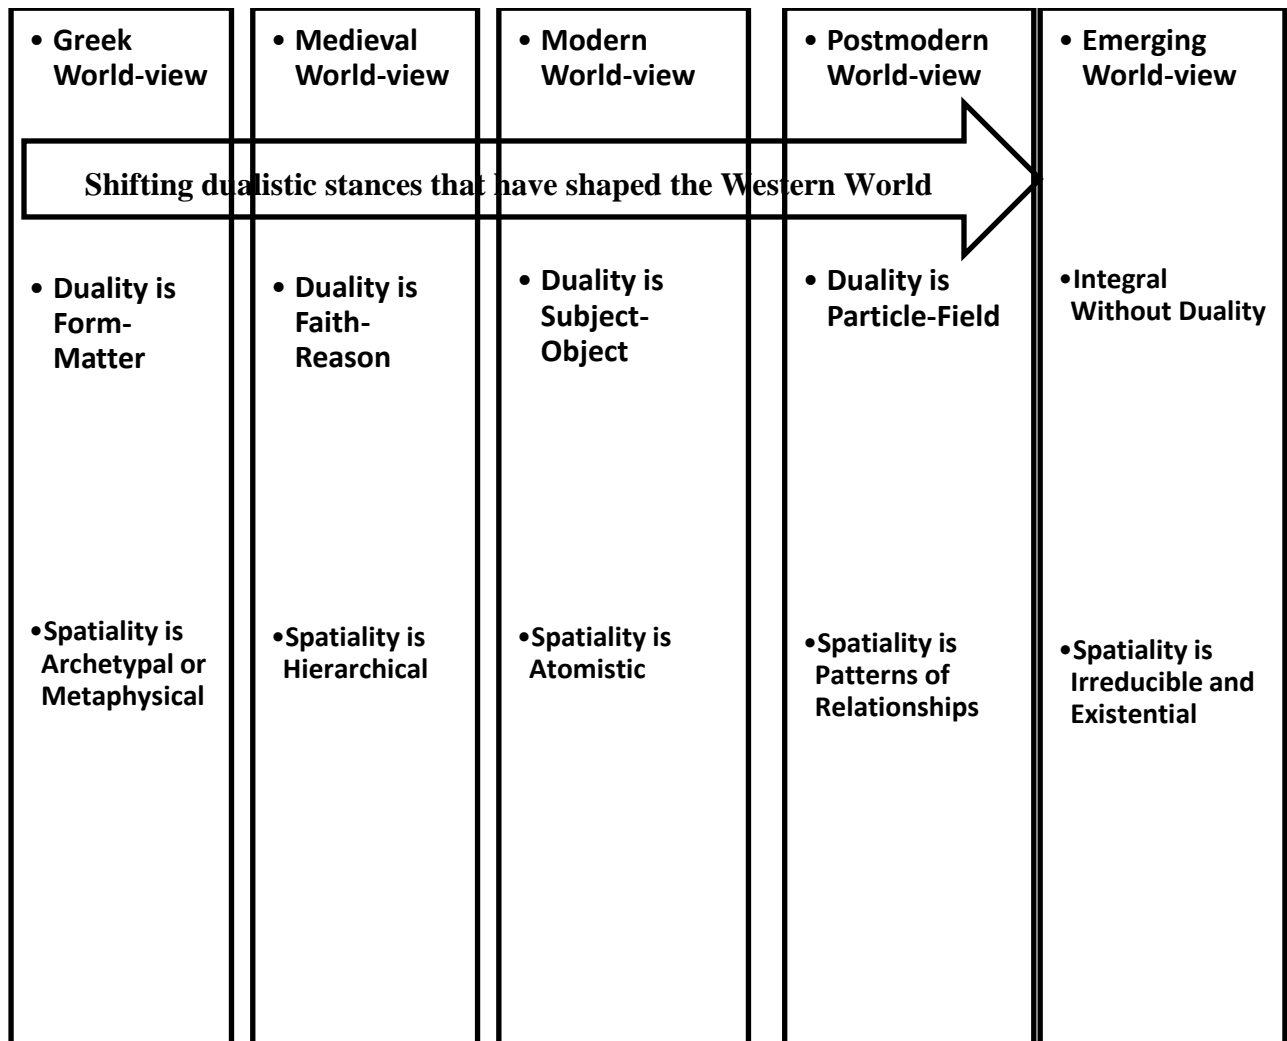 • Greek
World-view
• Medieval
World-view
• Modern
World-view
• Postmodern
World-view
• Emerging
World-view
Shifting dualistic stances that have shaped the Western World
• Duality is
Form-
Matter
• Duality is
Faith-
Reason
• Duality is
Subject-
Object
• Duality is
Particle-Field
•Integral
Without Duality
•Spatiality is
Archetypal or
Metaphysical
•Spatiality is
Hierarchical
•Spatiality is
Atomistic
•Spatiality is
Patterns of
Relationships
•Spatiality is
Irreducible and
Existential